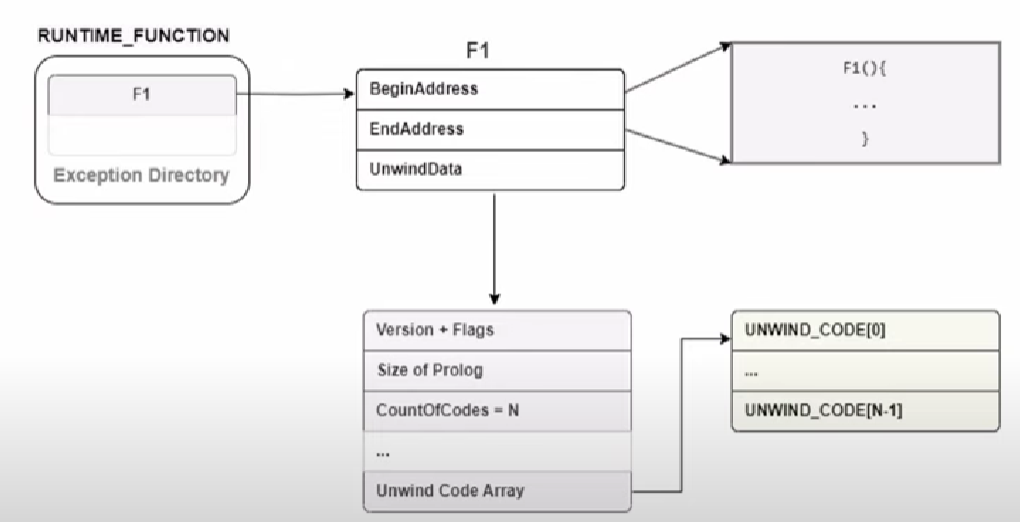 RUNTIME_FUNCTION
F1
Exception Directory
F1
BeginAddress
EndAddress
UnwindData
F1(){
...
}
Version + Flags
Size of Prolog
CountOfCodes = N
...
Unwind Code Array
UNWIND_CODE[0]
...
UNWIND_CODE[N-1]